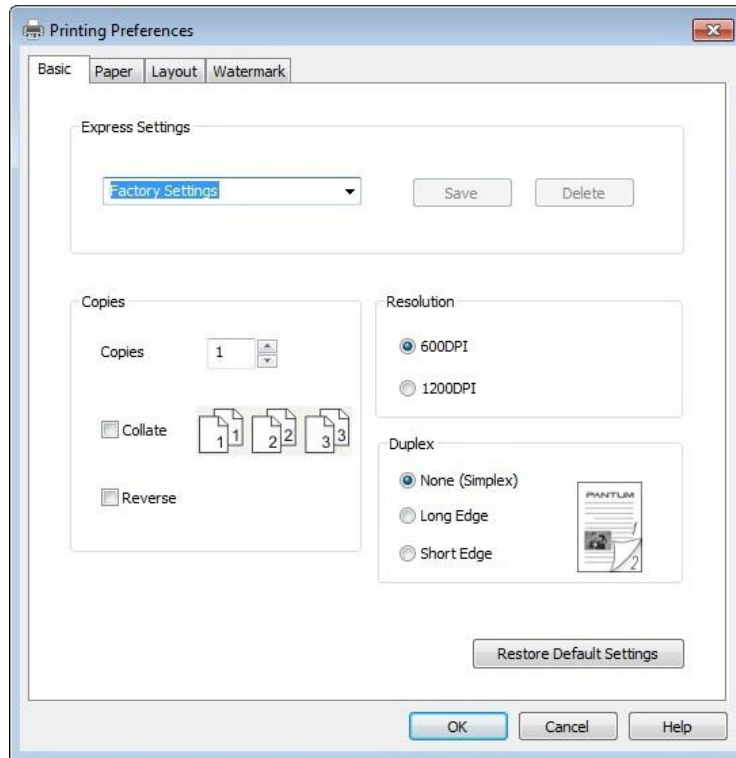 Printing Preferences
Basic Paper Layout Watermark
Express Settings
Factory Settings
Save Delete
Copies
Copies 1
Collate 1 1 2 2 3 3
Reverse
Resolution
600DPI
1200DPI
Duplex
None (Simplex)
Long Edge
Short Edge
PANTUM
1
2
Restore Default Settings
OK Cancel Help